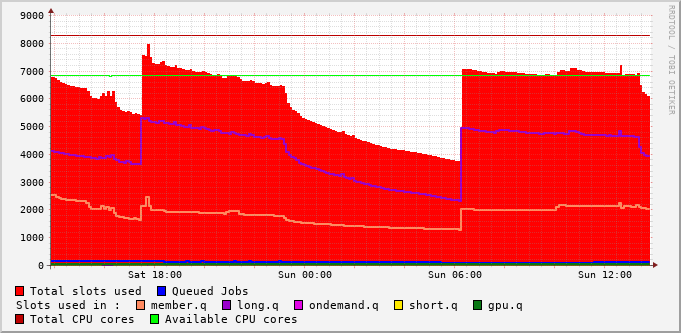 9000
8000
7000
6000
5000
4000
3000
2000
1000
0
Sat 18:00 Sun 00:00 Sun 06:00 Sun 12:00
RRDTOOL / TOBI OETIKER
Total slots used Queued Jobs
Slots used in : member.q long.q ondemand.q short.q gpu.q
Total CPU cores Available CPU cores